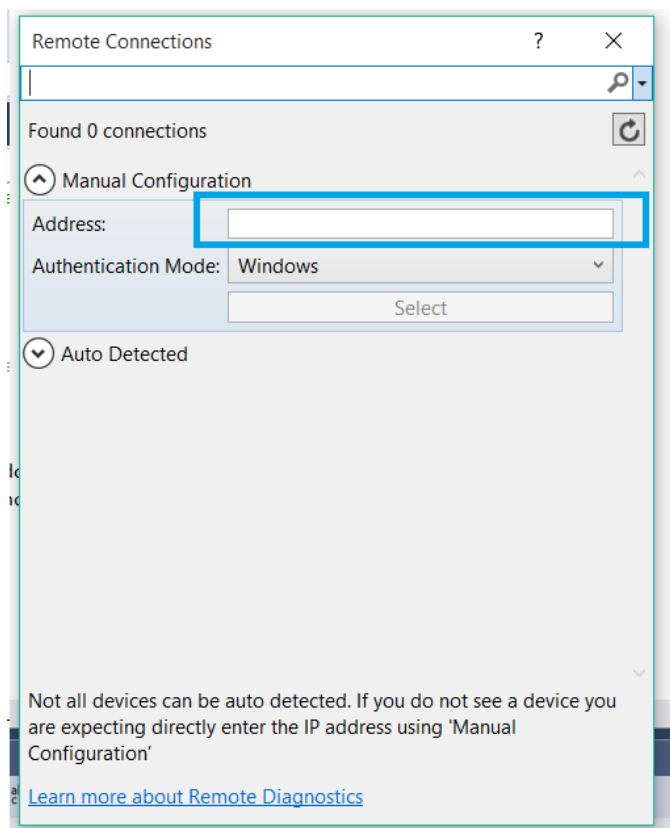 Remote Connections ?
Found 0 connections
Manual Configuration
Address:
Authentication Mode: Windows
Select
Auto Detected
Not all devices can be auto detected. If you do not see a device you
are expecting directly enter the IP address using 'Manual
Configuration'
Learn more about Remote Diagnostics